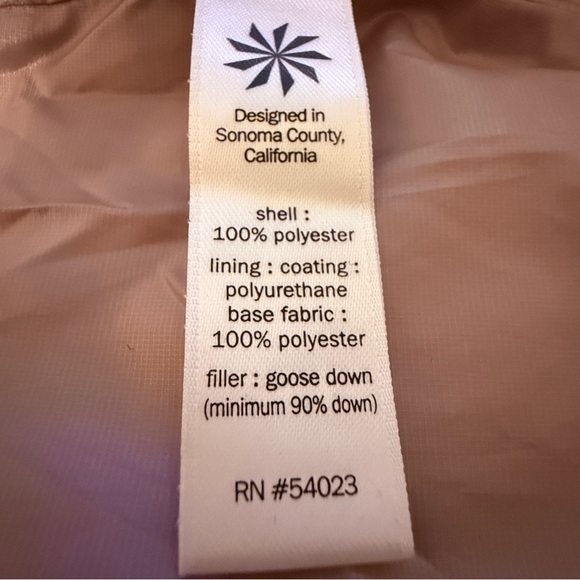 Designed in
Sonoma County,
California
shell :
100% polyester
lining : coating :
polyurethane
base fabric :
100% polyester
filler : goose down
(minimum 90% down)
RN #54023